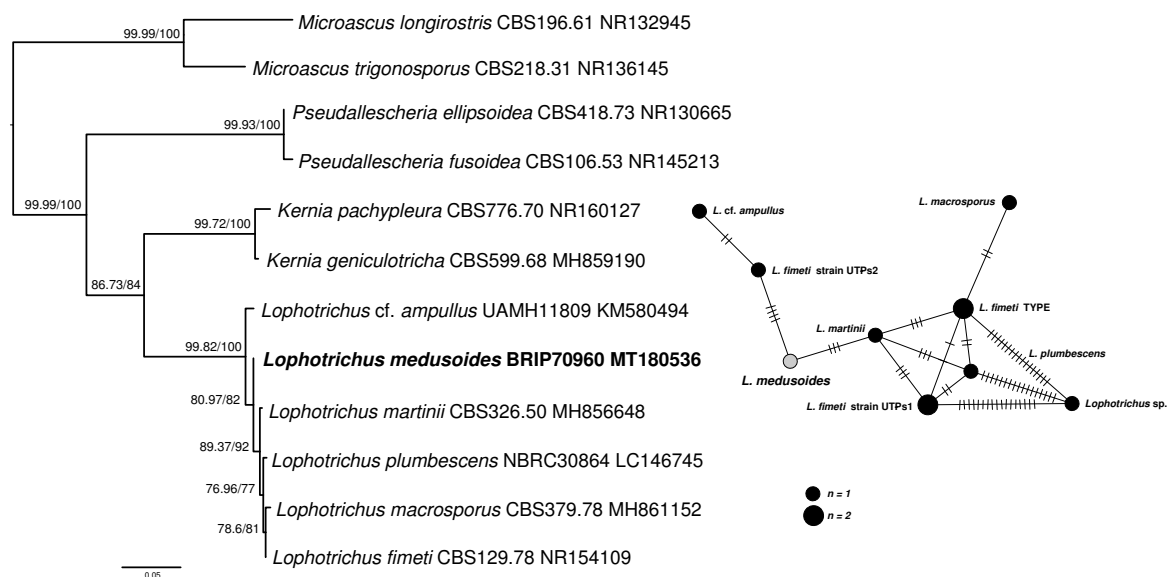 Microascus longirostris CBS196.61 NR132945
99.99/100
Microascus trigonosporus CBS218.31 NR136145
Pseudallescheria ellipsoidea CBS418.73 NR130665
99.93/100
Pseudallescheria fusoidea CBS106.53 NR145213
99.99/100
Kernia pachypleura CBS776.70 NR160127
99.72/100
Kernia geniculotricha CBS599.68 MH859190
86.73/84
Lophotrichus cf. ampullus UAMH11809 KM580494
99.82/100
Lophotrichus medusoides BRIP70960 MT180536
80.97/82
Lophotrichus martinii CBS326.50 MH856648
89.37/92
Lophotrichus plumbescens NBRC30864 LC146745
76.96/77
Lophotrichus macrosporus CBS379.78 MH861152
78.6/81
Lophotrichus fimeti CBS129.78 NR154109
0.05
L. cf. ampullus
L. macrosporus
L. fimeti strain UTPs2
L. fimeti TYPE
L. martinii
L. plumbescens
L. medusoides
L. fimeti strain UTPs1
Lophotrichus sp.
n = 1
n = 2